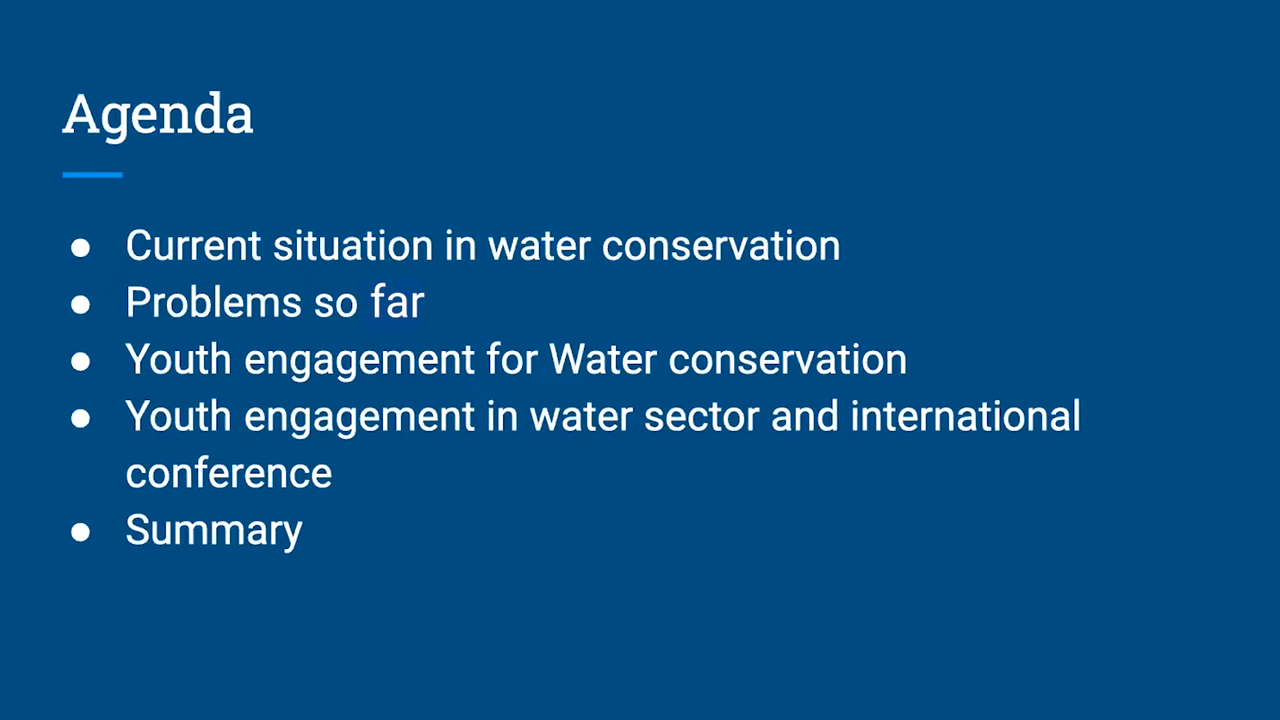 Agenda
● Current situation in water conservation
● Problems so far
● Youth engagement for Water conservation
● Youth engagement in water sector and international
conference
● Summary